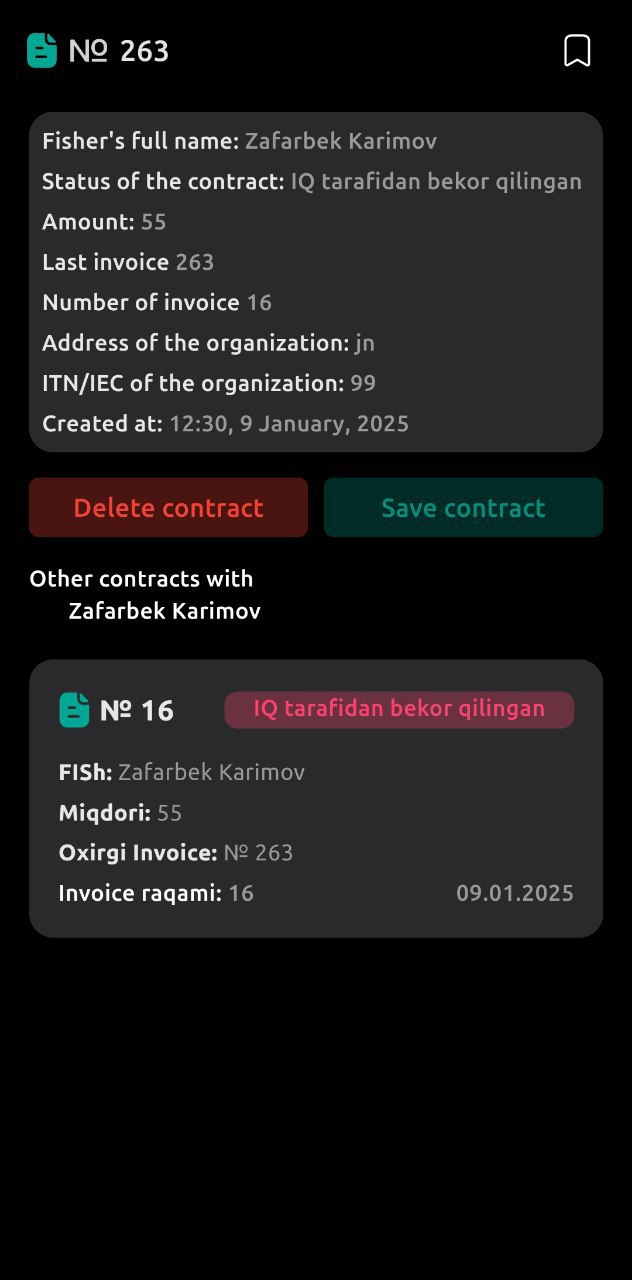 № 263
Fisher's full name: Zafarbek Karimov
Status of the contract: IQ tarafidan bekor qilingan
Amount: 55
Last invoice 263
Number of invoice 16
Address of the organization: jn
ITN/IEC of the organization: 99
Created at: 12:30, 9 January, 2025
Delete contract
Save contract
Other contracts with
Zafarbek Karimov
№ 16
IQ tarafidan bekor qilingan
FISh: Zafarbek Karimov
Miqdori: 55
Oxirgi Invoice: № 263
Invoice raqami: 16
09.01.2025